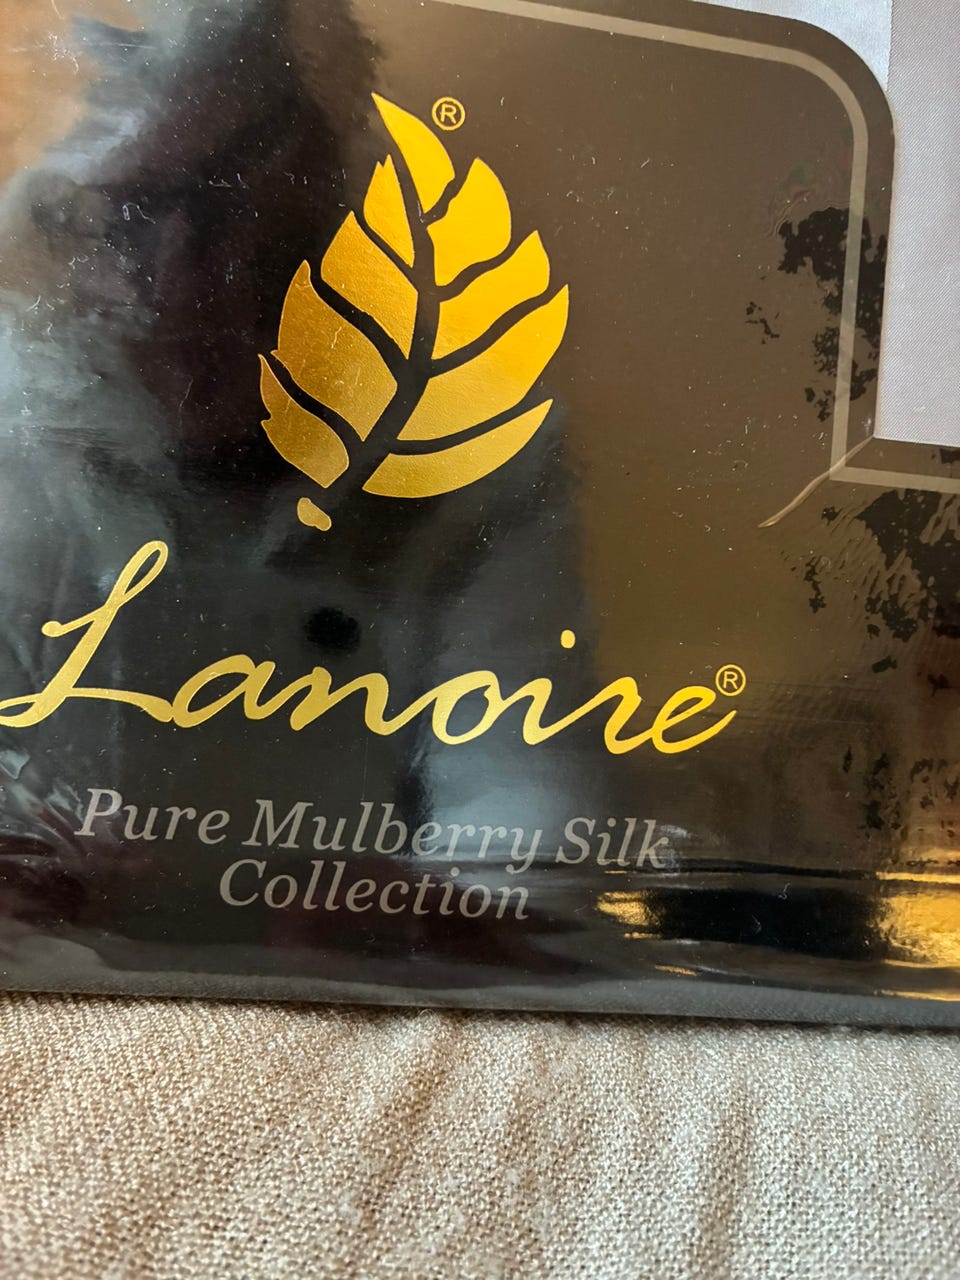 ®
Lanoire®
Pure Mulberry Silk
Collection